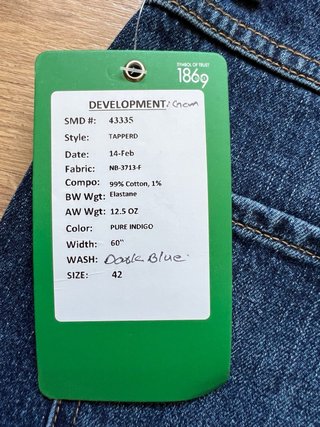 SYMBOL OF TRUST
1869
DEVELOPMENT/Gem
SMD #: 43335
Style: TAPPERD
Date: 14-Feb
Fabric: NB-3713-F
Compo: 99% Cotton, 1%
BW Wgt: Elastane
AW Wgt: 12.5 OZ
Color: PURE INDIGO
Width: 60"
WASH: Dark Blue
SIZE: 42